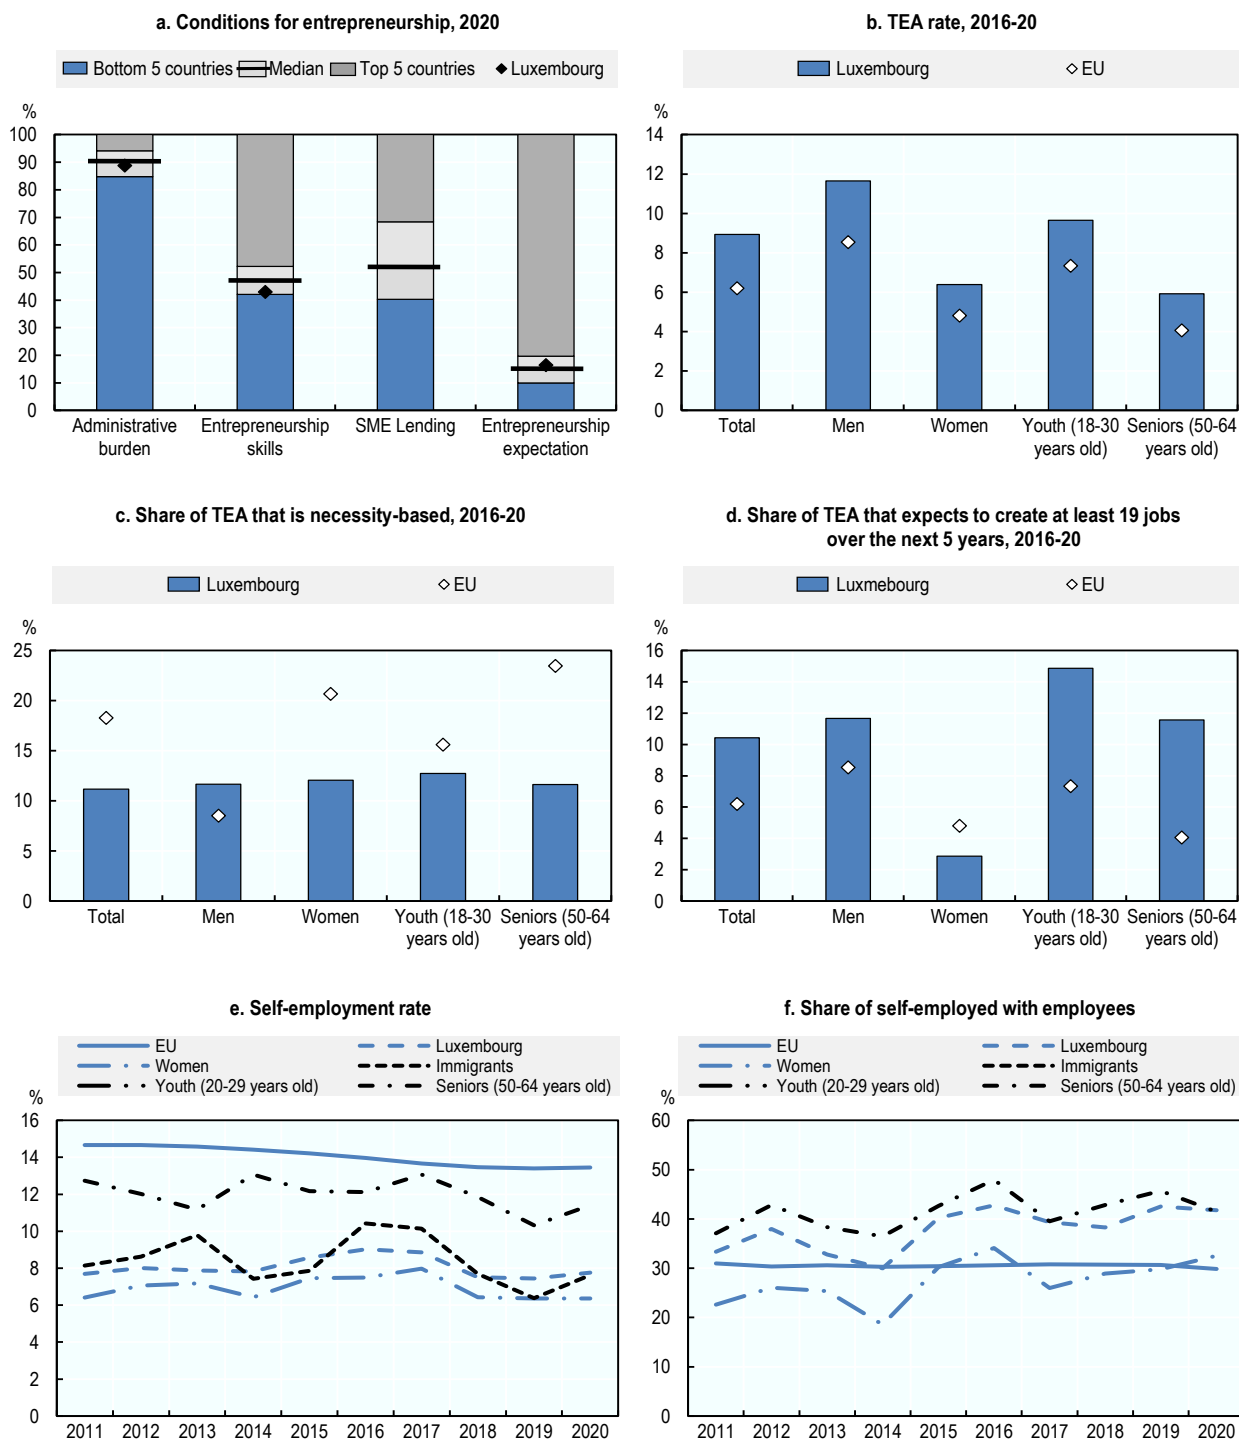 a. Conditions for entrepreneurship, 2020
Bottom 5 countries Median Top 5 countries Luxembourg
%
100
90
80
70
60
50
40
30
20
10
0
Administrative burden
Entrepreneurship skills
SME Lending
Entrepreneurship expectation
b. TEA rate, 2016-20
Luxembourg EU
%
14
12
10
8
6
4
2
0
Total
Men
Women
Youth (18-30 years old)
Seniors (50-64 years old)
c. Share of TEA that is necessity-based, 2016-20
Luxembourg EU
%
25
20
15
10
5
0
Total
Men
Women
Youth (18-30 years old)
Seniors (50-64 years old)
d. Share of TEA that expects to create at least 19 jobs
over the next 5 years, 2016-20
Luxmebourg EU
%
16
14
12
10
8
6
4
2
0
Total
Men
Women
Youth (18-30 years old)
Seniors (50-64 years old)
e. Self-employment rate
EU Luxembourg
Women Immigrants
Youth (20-29 years old) Seniors (50-64 years old)
%
16
14
12
10
8
6
4
2
0
2011 2012 2013 2014 2015 2016 2017 2018 2019 2020
f. Share of self-employed with employees
EU Luxembourg
Women Immigrants
Youth (20-29 years old) Seniors (50-64 years old)
%
60
50
40
30
20
10
0
2011 2012 2013 2014 2015 2016 2017 2018 2019 2020